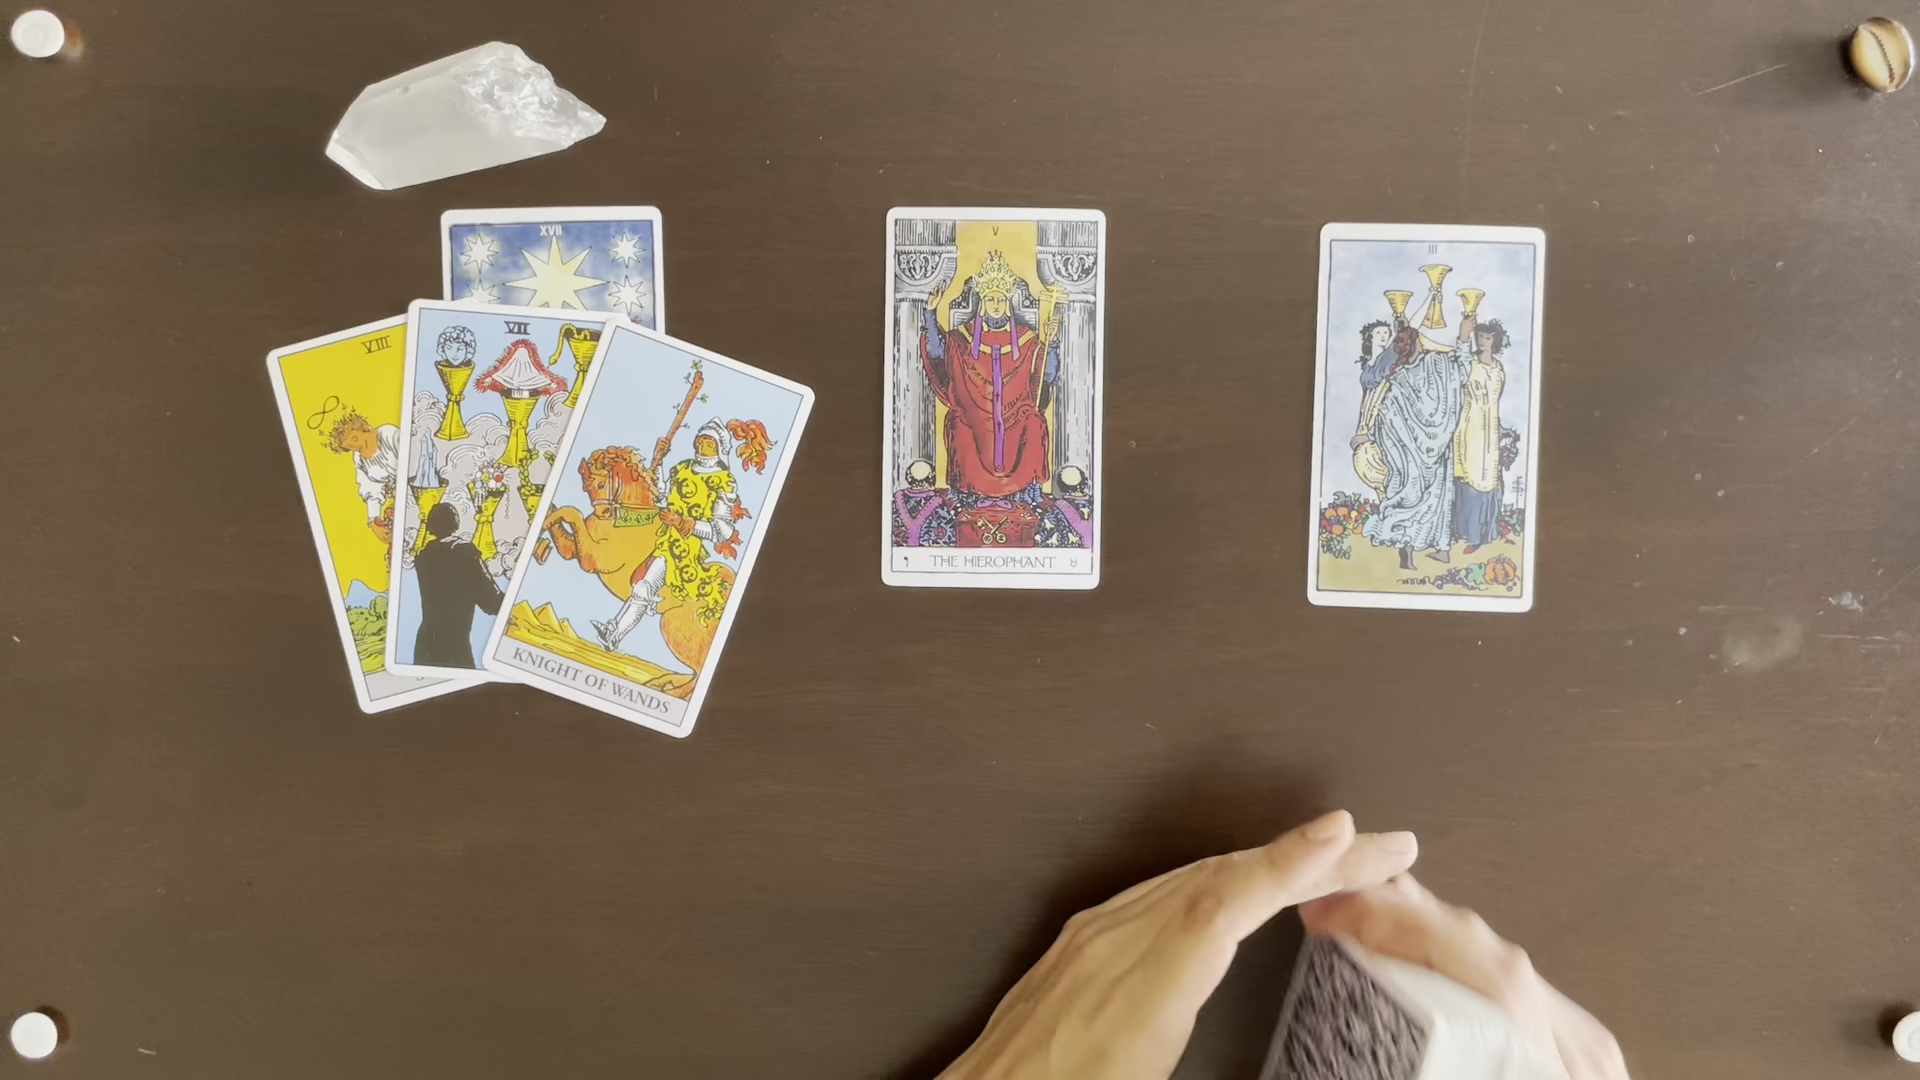 XVII
VIII
VII
KNIGHT OF WANDS
V
THE HIEROPHANT
III